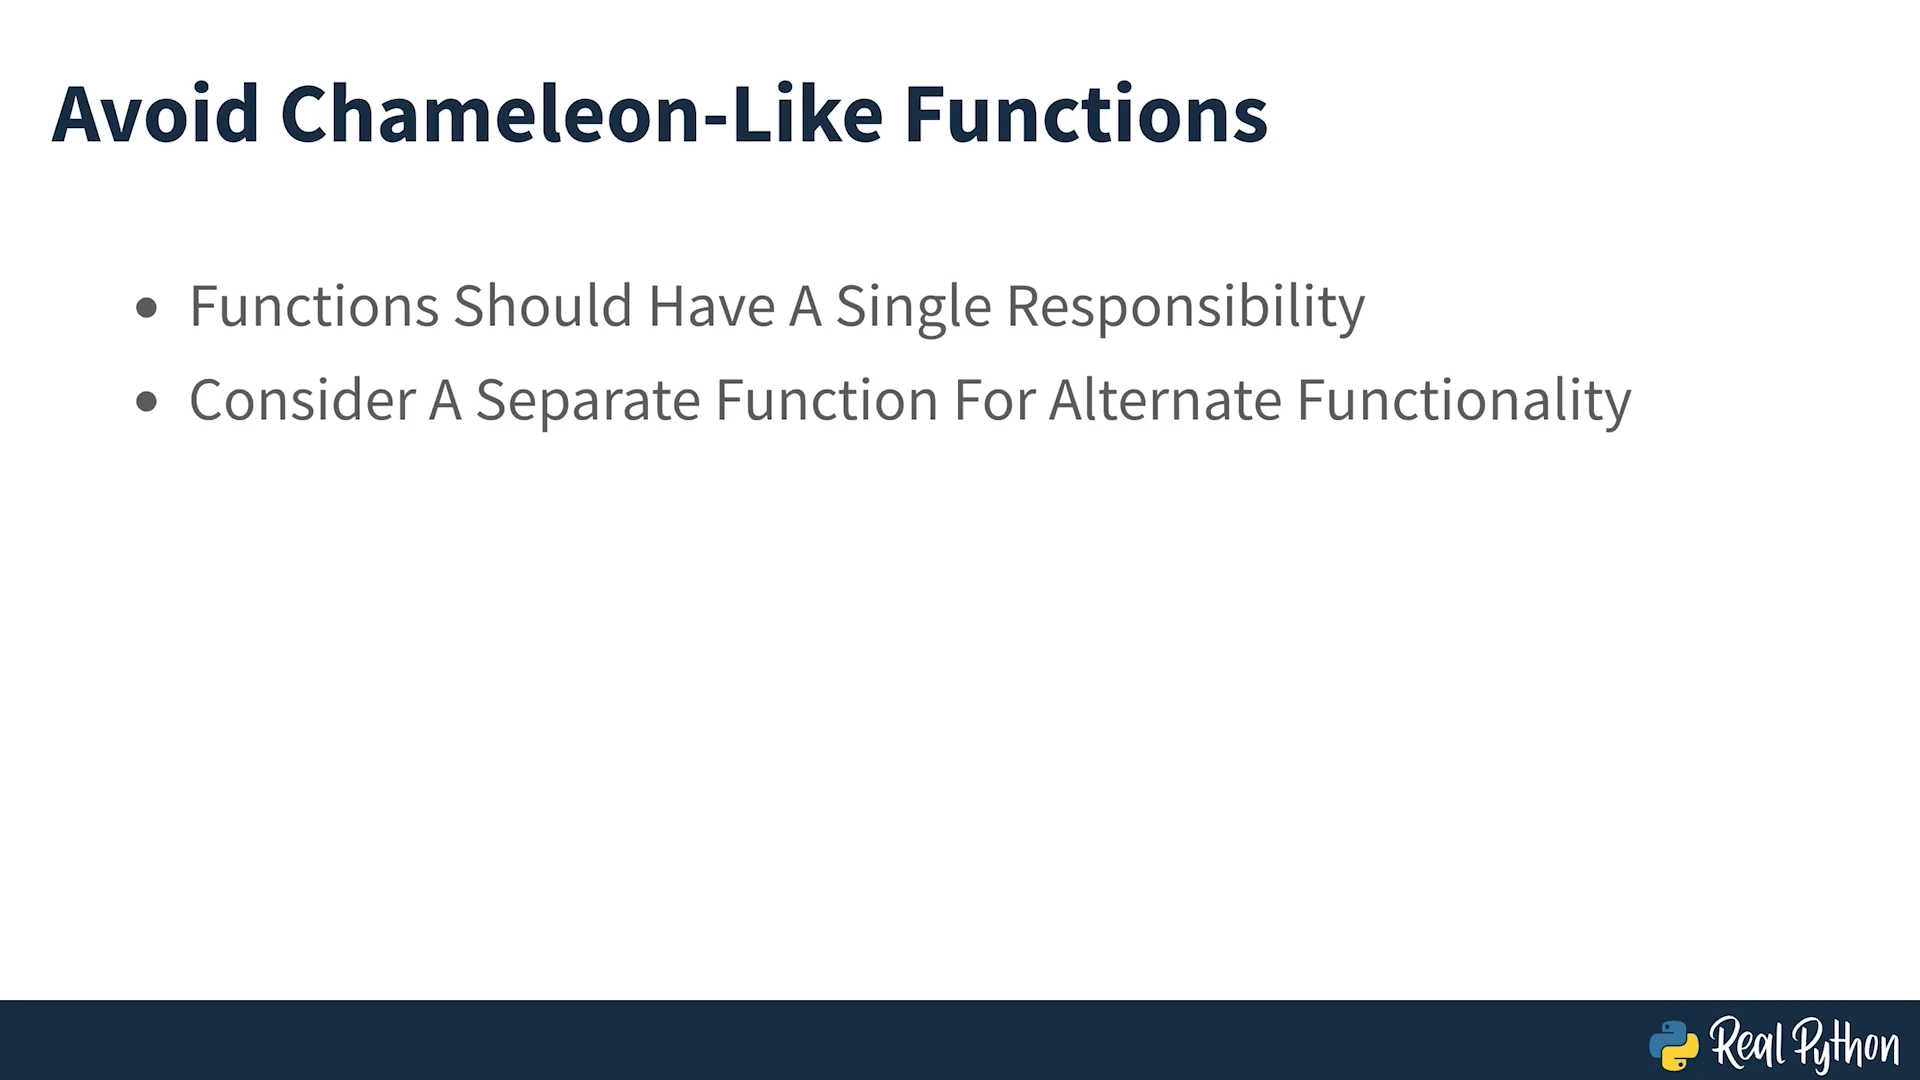 Avoid Chameleon-Like Functions
• Functions Should Have A Single Responsibility
• Consider A Separate Function For Alternate Functionality
Real Python